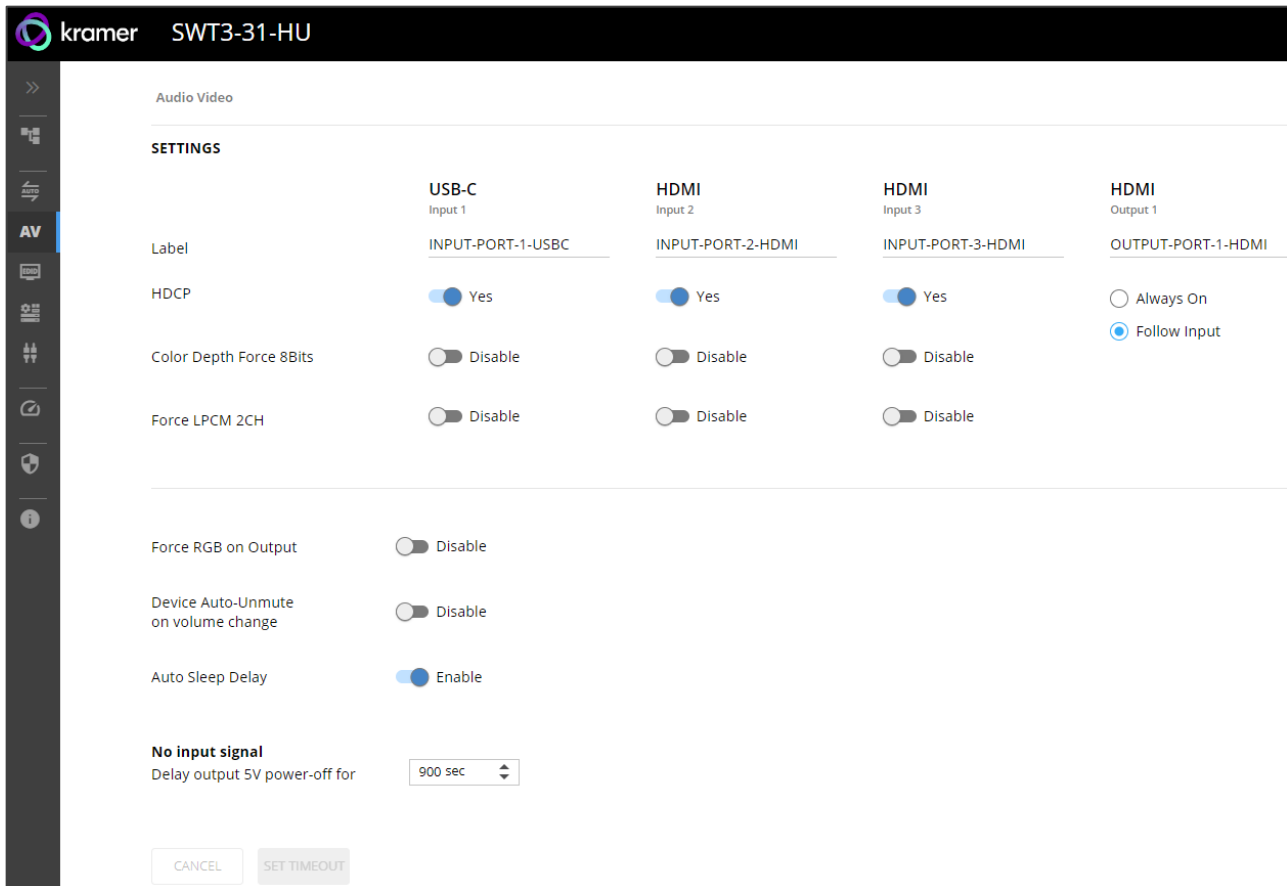 kramer SWT3-31-HU
Audio Video
SETTINGS
USB-C HDMI HDMI HDMI
Input 1 Input 2 Input 3 Output 1
Label INPUT-PORT-1-USBC INPUT-PORT-2-HDMI INPUT-PORT-3-HDMI OUTPUT-PORT-1-HDMI
HDCP Yes Yes Yes Always On
Follow Input
Color Depth Force 8Bits Disable Disable Disable
Force LPCM 2CH Disable Disable Disable
Force RGB on Output Disable
Device Auto-Unmute
on volume change Disable
Auto Sleep Delay Enable
No input signal
Delay output 5V power-off for 900 sec
CANCEL SET TIMEOUT
AUTO
AV
EDID